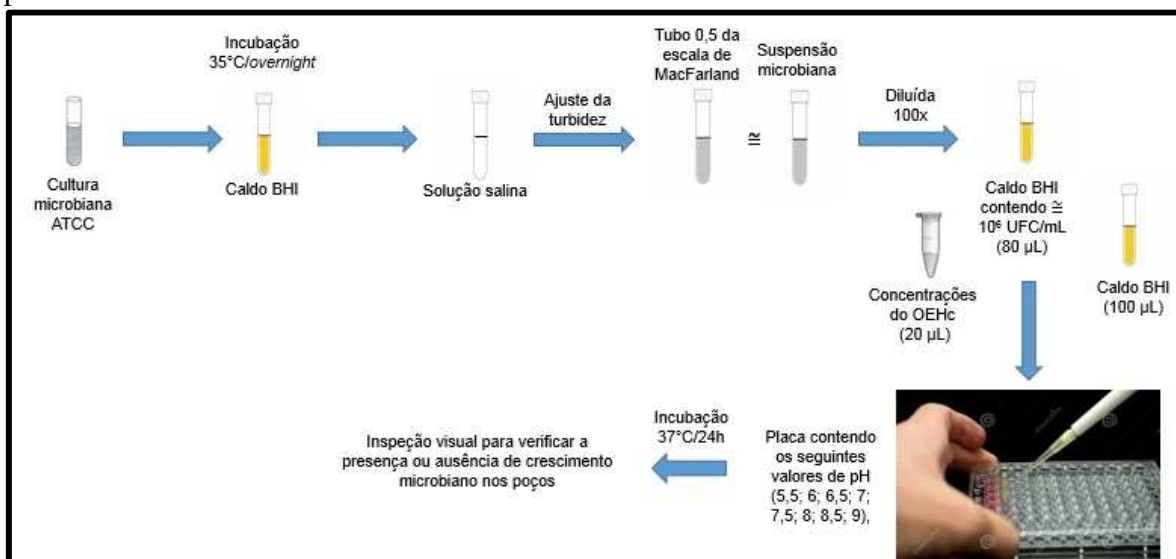 Incubação
35°C/overnight
Cultura
microbiana
ATCC
Caldo BHI
Solução salina
Ajuste da
turbidez
Tubo 0,5 da
escala de
MacFarland
≅
Suspensão
microbiana
Diluída
100x
Caldo BHI
contendo ≅
10⁶ UFC/mL
(80 µL)
Concentrações
do OEHc
(20 µL)
Caldo BHI
(100 µL)
Placa contendo
os seguintes
valores de pH
(5,5; 6; 6,5; 7;
7,5; 8; 8,5; 9),
Incubação
37°C/24h
Inspeção visual para verificar a
presença ou ausência de crescimento
microbiano nos poços